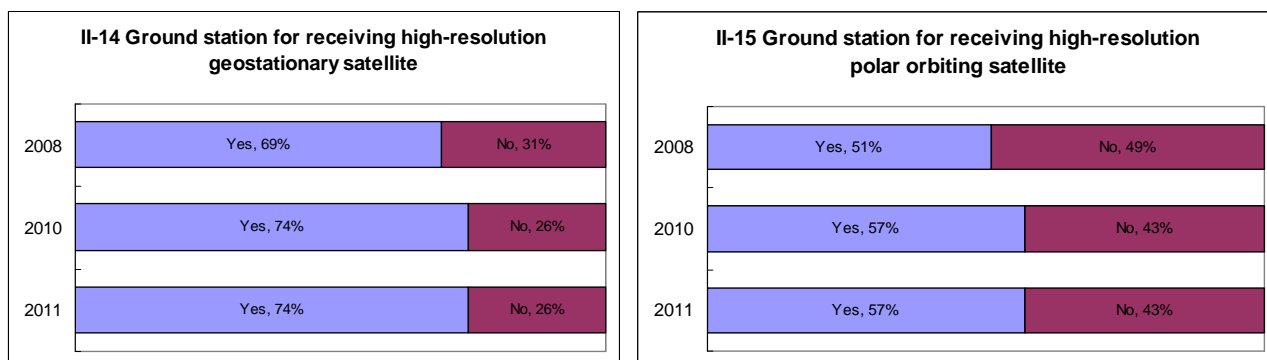 II-14 Ground station for receiving high-resolution
geostationary satellite
2008
Yes, 69%
No, 31%
2010
Yes, 74%
No, 26%
2011
Yes, 74%
No, 26%
II-15 Ground station for receiving high-resolution
polar orbiting satellite
2008
Yes, 51%
No, 49%
2010
Yes, 57%
No, 43%
2011
Yes, 57%
No, 43%